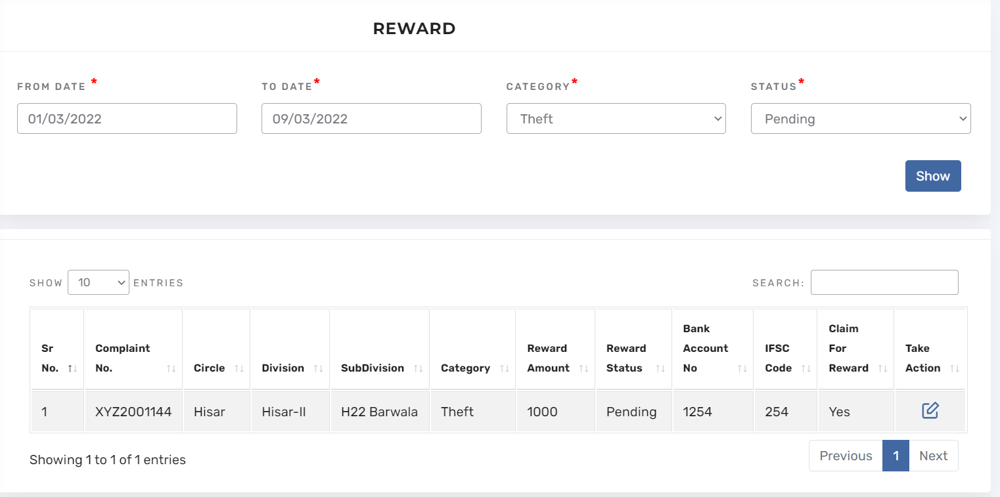 REWARD
FROM DATE * TO DATE* CATEGORY* STATUS*
01/03/2022 09/03/2022 Theft Pending
Show
SHOW 10 ENTRIES SEARCH:
Bank Claim
Sr Complaint Reward Reward Account IFSC For Take
No. No. Circle Division SubDivision Category Amount Status No Code Reward Action
1 XYZ2001144 Hisar Hisar-II H22 Barwala Theft 1000 Pending 1254 254 Yes
Showing 1 to 1 of 1 entries Previous 1 Next